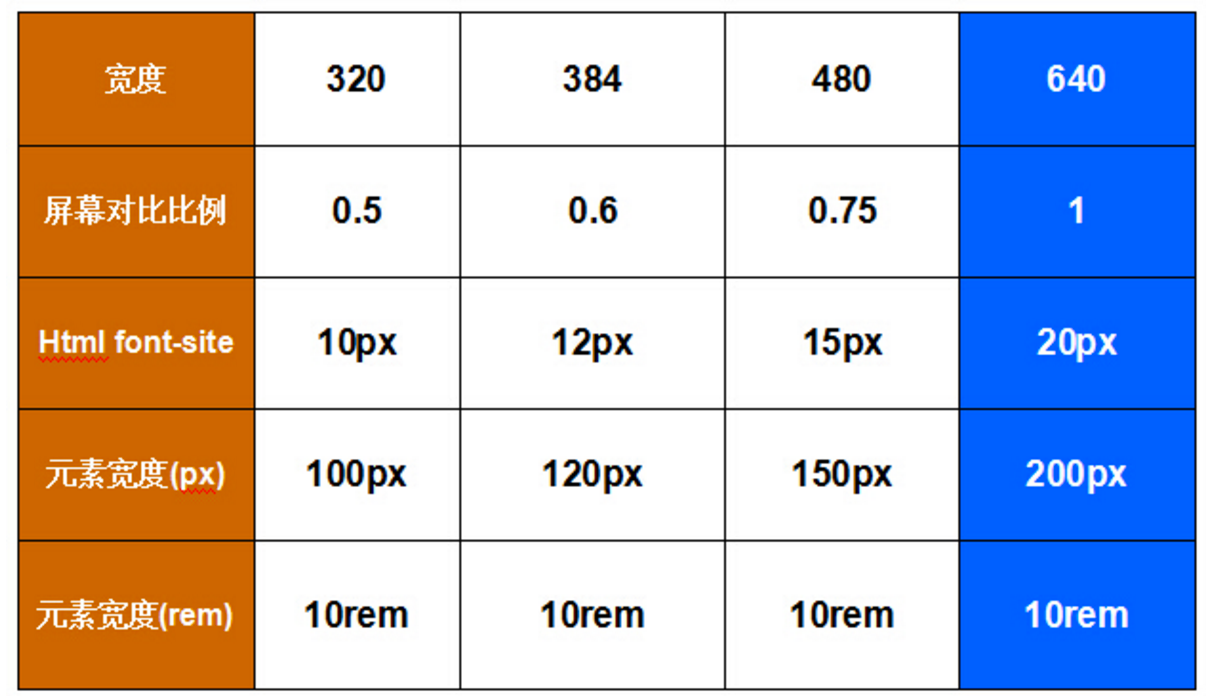 宽度 320 384 480 640
屏幕对比比例 0.5 0.6 0.75 1
Html font-site 10px 12px 15px 20px
元素宽度(px) 100px 120px 150px 200px
元素宽度(rem) 10rem 10rem 10rem 10rem